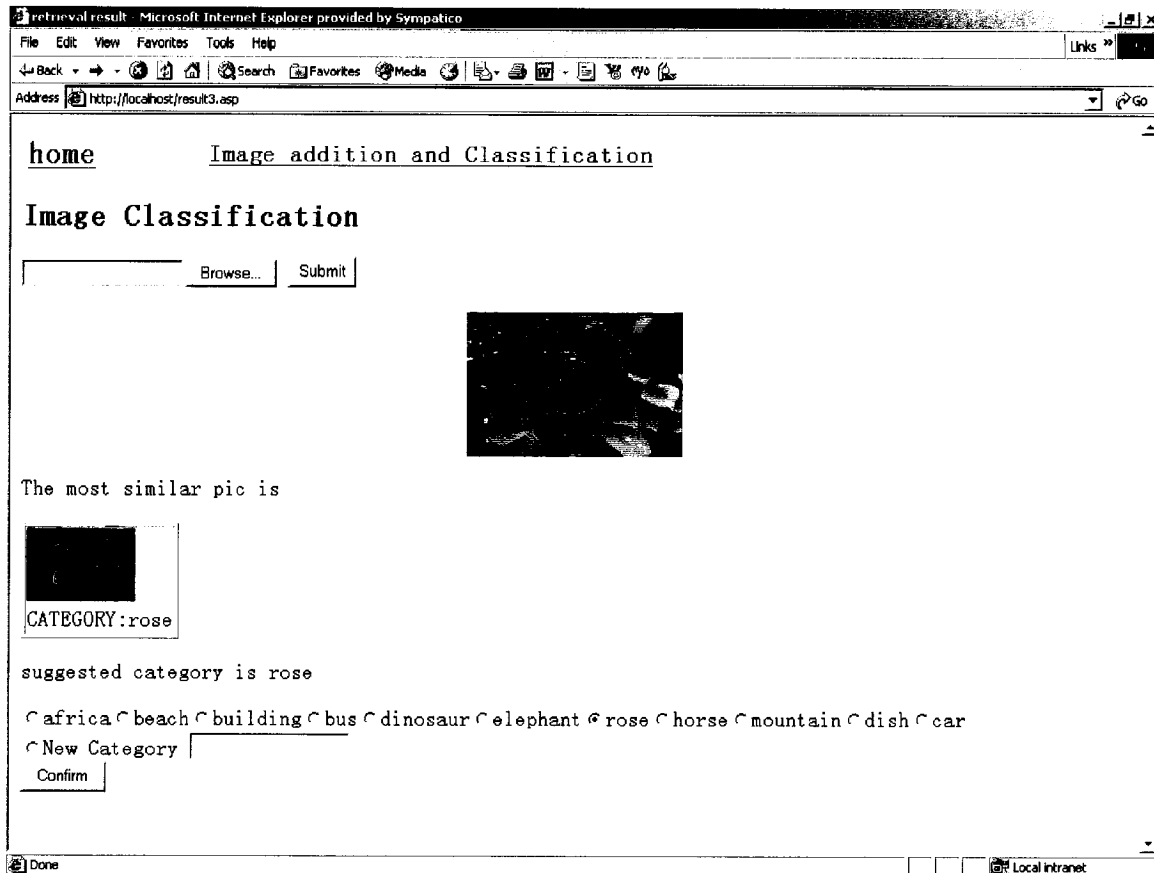 retrieval result - Microsoft Internet Explorer provided by Sympatico
File Edit View Favorites Tools Help Links »
Back Search Favorites Media
Address http://localhost/result3.asp Go
home Image addition and Classification
Image Classification
Browse... Submit
The most similar pic is
CATEGORY:rose
suggested category is rose
africa beach building bus dinosaur elephant rose horse mountain dish car
New Category
Confirm
Done Local intranet